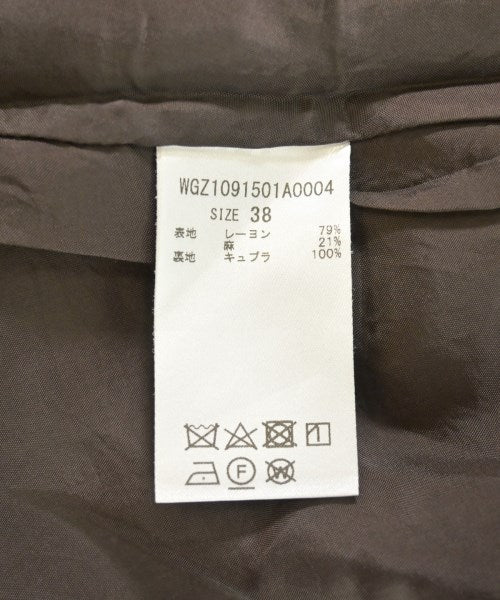 WGZ1091501A0004
SIZE 38
表地 レーヨン 79%
麻 21%
裏地 キュプラ 100%
F W